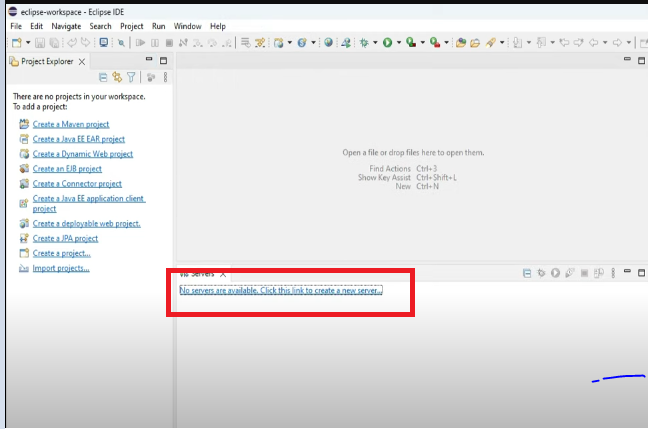 eclipse-workspace - Eclipse IDE
File Edit Navigate Search Project Run Window Help
Project Explorer
There are no projects in your workspace.
To add a project:
Create a Maven project
Create a Java EE EAR project
Create a Dynamic Web project
Create an EJB project
Create a Connector project
Create a Java EE application client
project
Create a deployable web project.
Create a JPA project
Create a project...
Import projects...
Open a file or drop files here to open them.
Find Actions Ctrl+3
Show Key Assist Ctrl+Shift+L
New Ctrl+N
Servers
No servers are available. Click this link to create a new server...